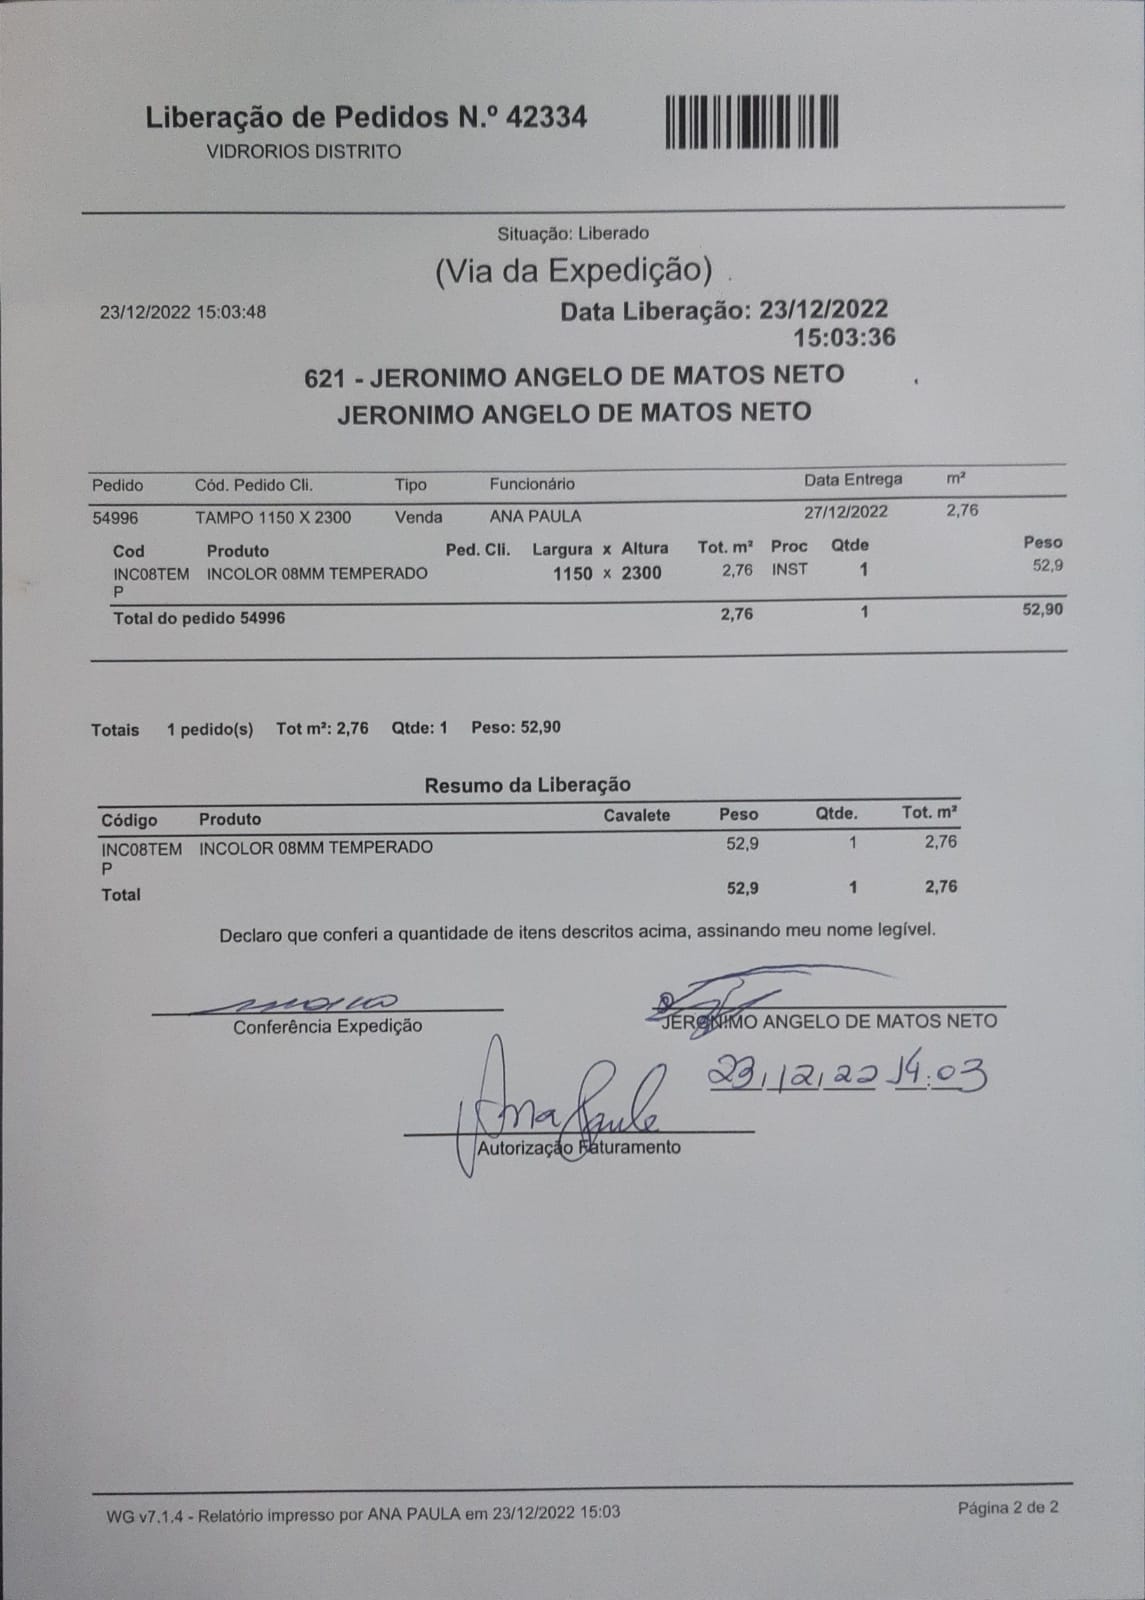 Liberação de Pedidos N.º 42334
VIDRORIOS DISTRITO
Situação: Liberado
(Via da Expedição)
23/12/2022 15:03:48 Data Liberação: 23/12/2022
15:03:36
621 - JERONIMO ANGELO DE MATOS NETO
JERONIMO ANGELO DE MATOS NETO
Pedido Cód. Pedido Cli. Tipo Funcionário Data Entrega m²
54996 TAMPO 1150 X 2300 Venda ANA PAULA 27/12/2022 2,76
Cod Produto Ped. Cli. Largura x Altura Tot. m² Proc Qtde Peso
INC08TEM INCOLOR 08MM TEMPERADO 1150 x 2300 2,76 INST 1 52,9
P
Total do pedido 54996 2,76 1 52,90
Totais 1 pedido(s) Tot m²: 2,76 Qtde: 1 Peso: 52,90
Resumo da Liberação
Código Produto Cavalete Peso Qtde. Tot. m²
INC08TEM INCOLOR 08MM TEMPERADO 52,9 1 2,76
P
Total 52,9 1 2,76
Declaro que conferi a quantidade de itens descritos acima, assinando meu nome legível.
Conferência Expedição JERONIMO ANGELO DE MATOS NETO
23/12/22 14:03
Ana Paula
Autorização Faturamento
WG v7.1.4 - Relatório impresso por ANA PAULA em 23/12/2022 15:03 Página 2 de 2